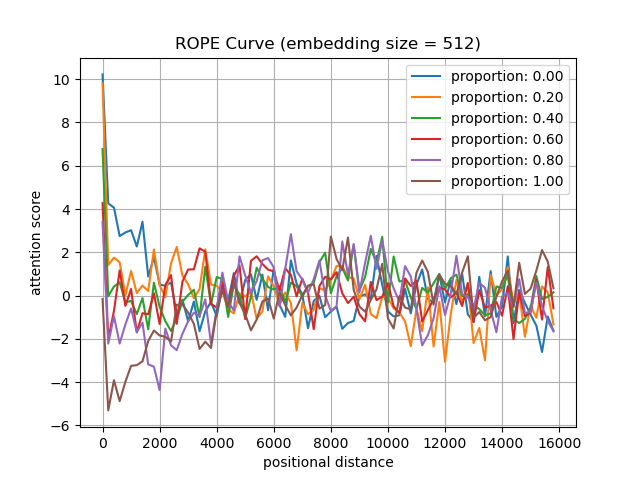 ROPE Curve (embedding size = 512)
proportion: 0.00
proportion: 0.20
proportion: 0.40
proportion: 0.60
proportion: 0.80
proportion: 1.00
attention score
10
8
6
4
2
0
−2
−4
−6
0 2000 4000 6000 8000 10000 12000 14000 16000
positional distance